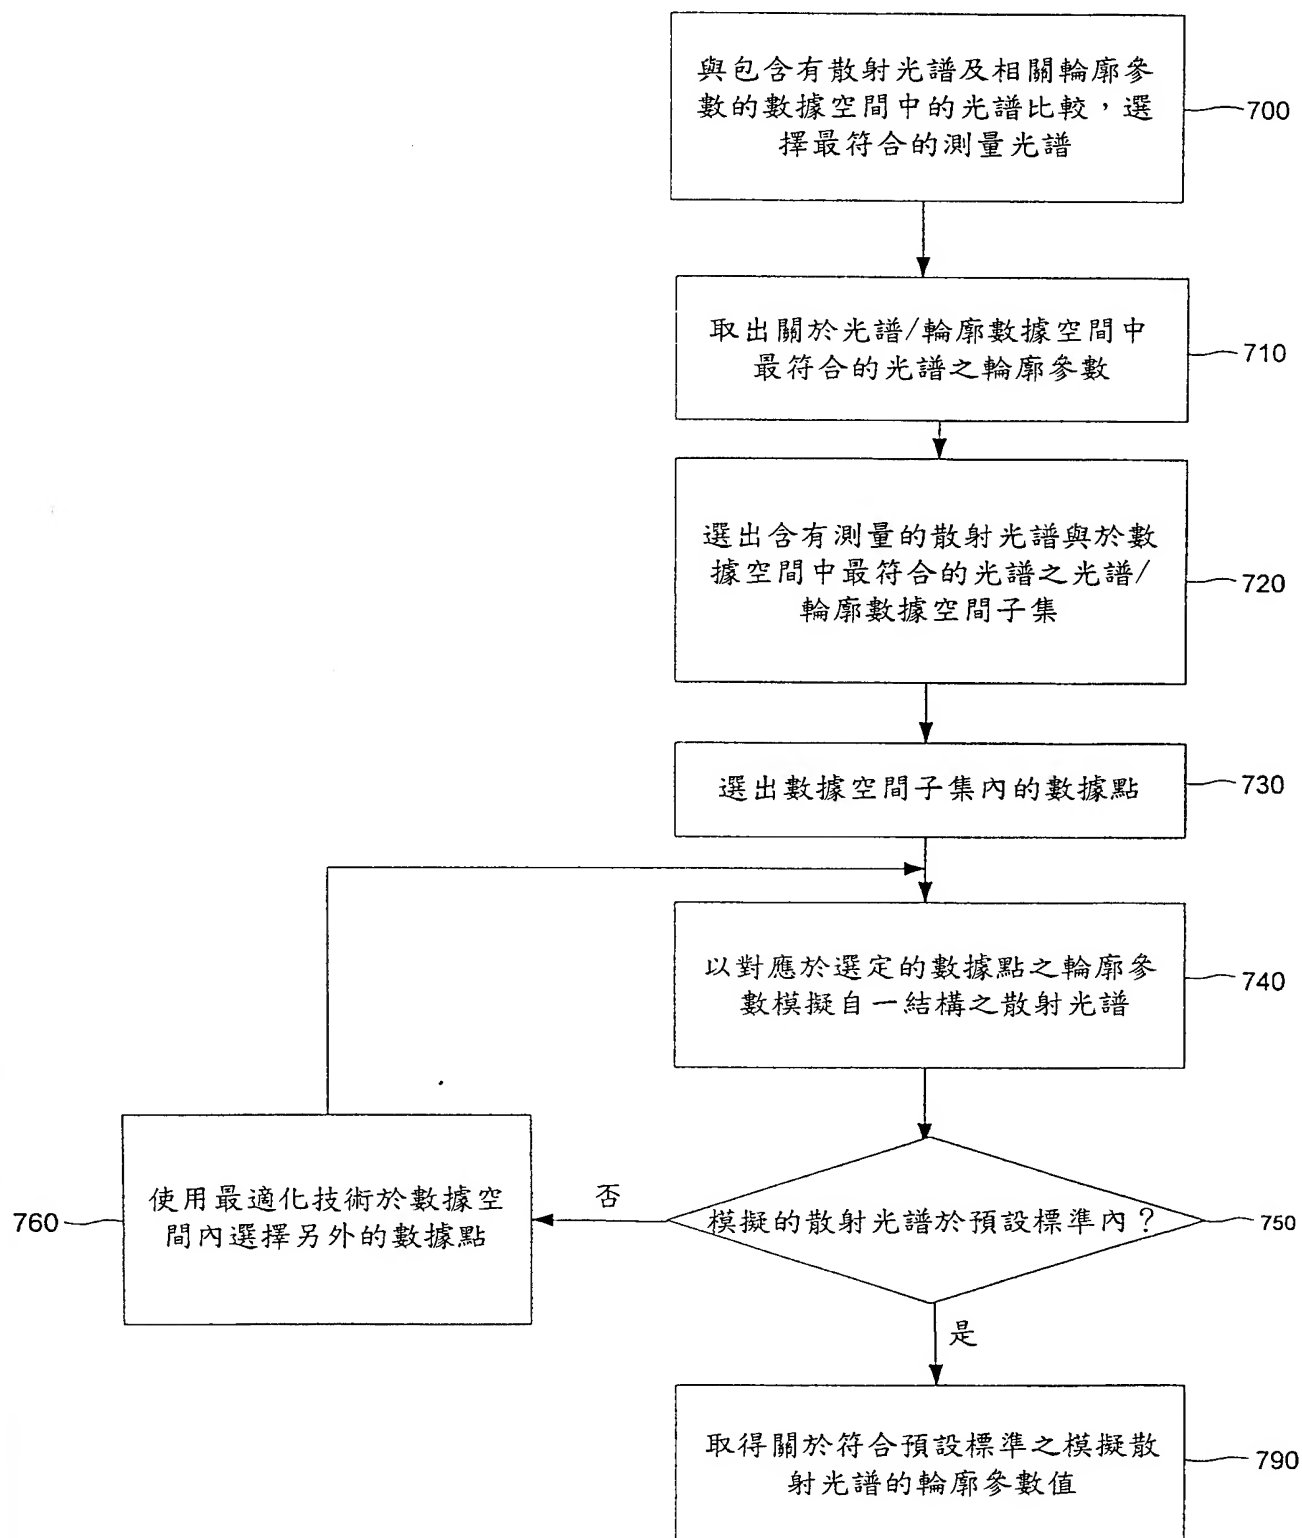 與包含有散射光譜及相關輪廓參
數的數據空間中的光譜比較，選
擇最符合的測量光譜
700
取出關於光譜/輪廓數據空間中
最符合的光譜之輪廓參數
710
選出含有測量的散射光譜與於數
據空間中最符合的光譜之光譜/
輪廓數據空間子集
720
選出數據空間子集內的數據點
730
以對應於選定的數據點之輪廓參
數模擬自一結構之散射光譜
740
模擬的散射光譜於預設標準內？
750
否
使用最適化技術於數據空
間內選擇另外的數據點
760
是
取得關於符合預設標準之模擬散
射光譜的輪廓參數值
790